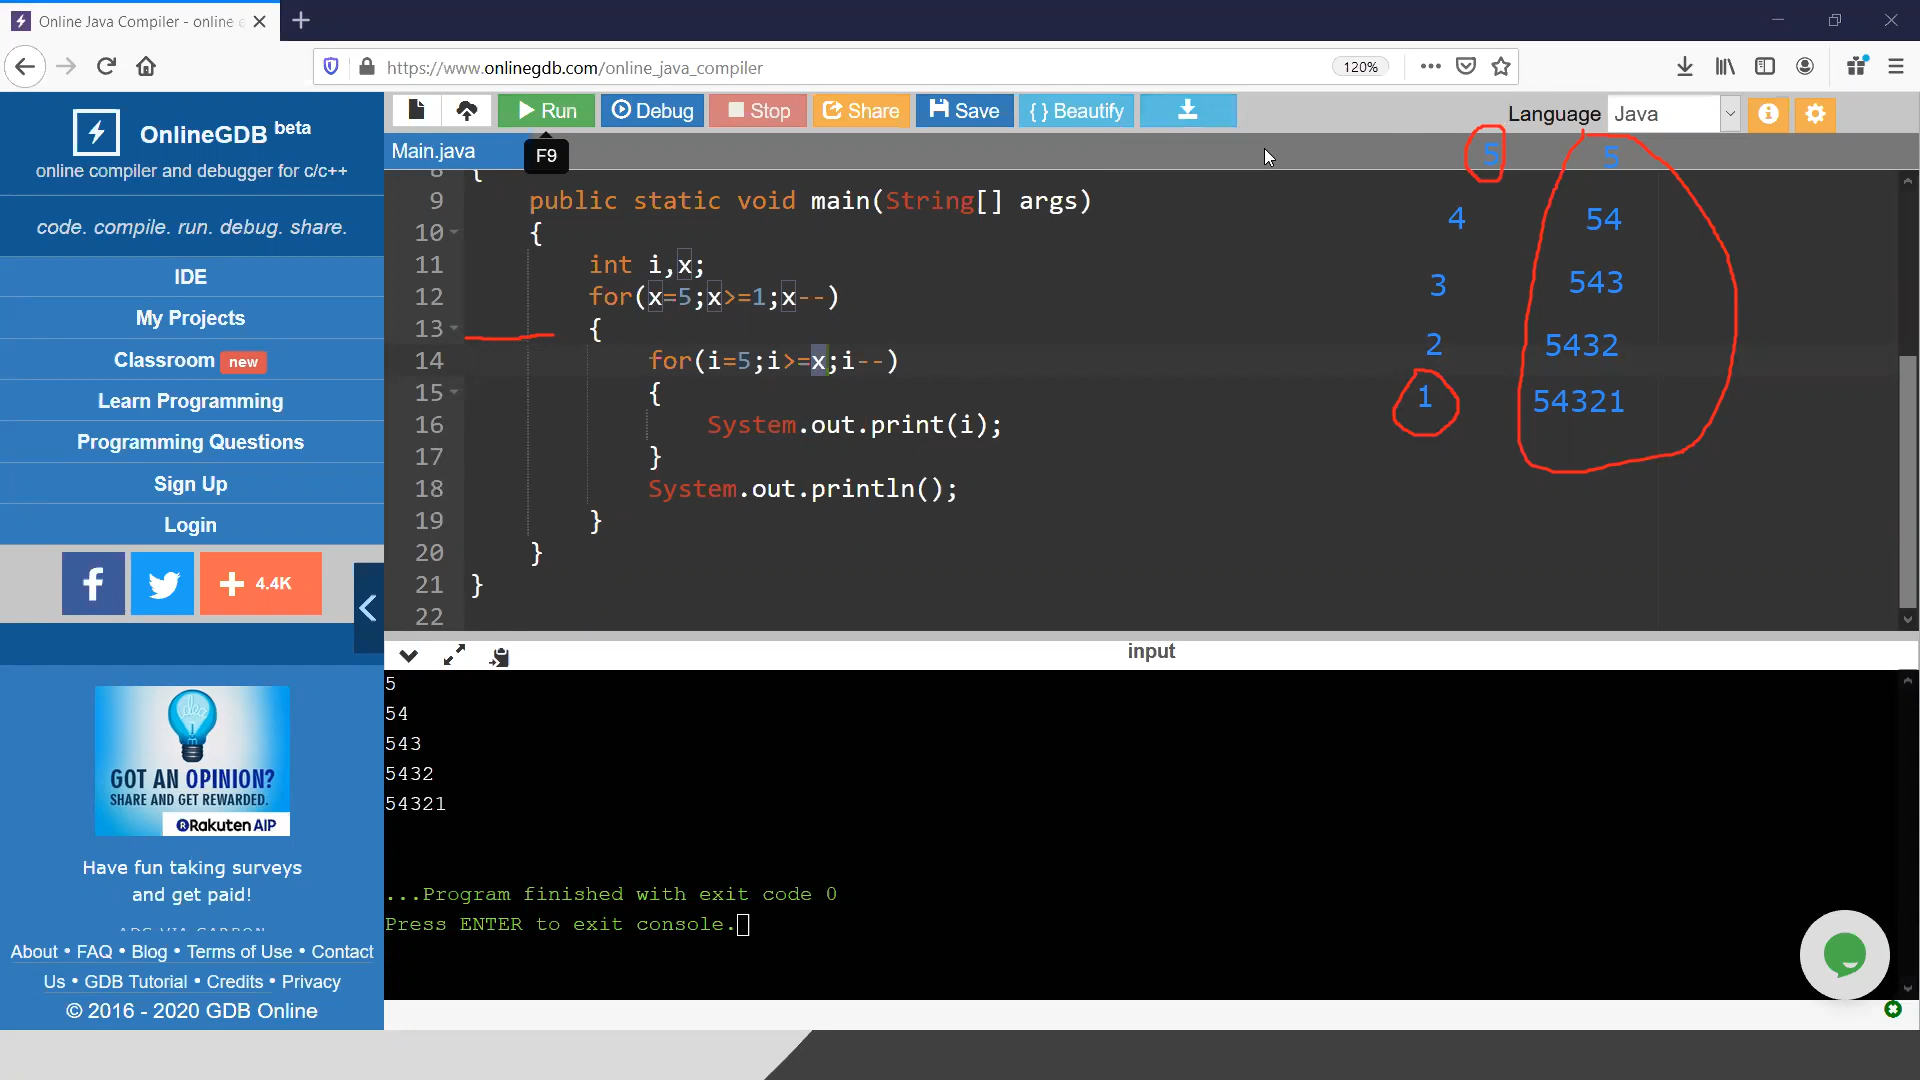 Online Java Compiler - online e
https://www.onlinegdb.com/online_java_compiler
120%
OnlineGDB beta
online compiler and debugger for c/c++
code. compile. run. debug. share.
IDE
My Projects
Classroom new
Learn Programming
Programming Questions
Sign Up
Login
f
+ 4.4K
idea
GOT AN OPINION?
SHARE AND GET REWARDED.
Rakuten AIP
Have fun taking surveys
and get paid!
ADS VIA CARBON
About • FAQ • Blog • Terms of Use • Contact
Us • GDB Tutorial • Credits • Privacy
© 2016 - 2020 GDB Online
Run Debug Stop Share Save { } Beautify
Language Java
Main.java
F9
8 {
9 public static void main(String[] args)
10 {
11 int i,x;
12 for(x=5;x>=1;x--)
13 {
14 for(i=5;i>=x;i--)
15 {
16 System.out.print(i);
17 }
18 System.out.println();
19 }
20 }
21 }
22
5 5
4 54
3 543
2 5432
1 54321
input
5
54
543
5432
54321
...Program finished with exit code 0
Press ENTER to exit console.